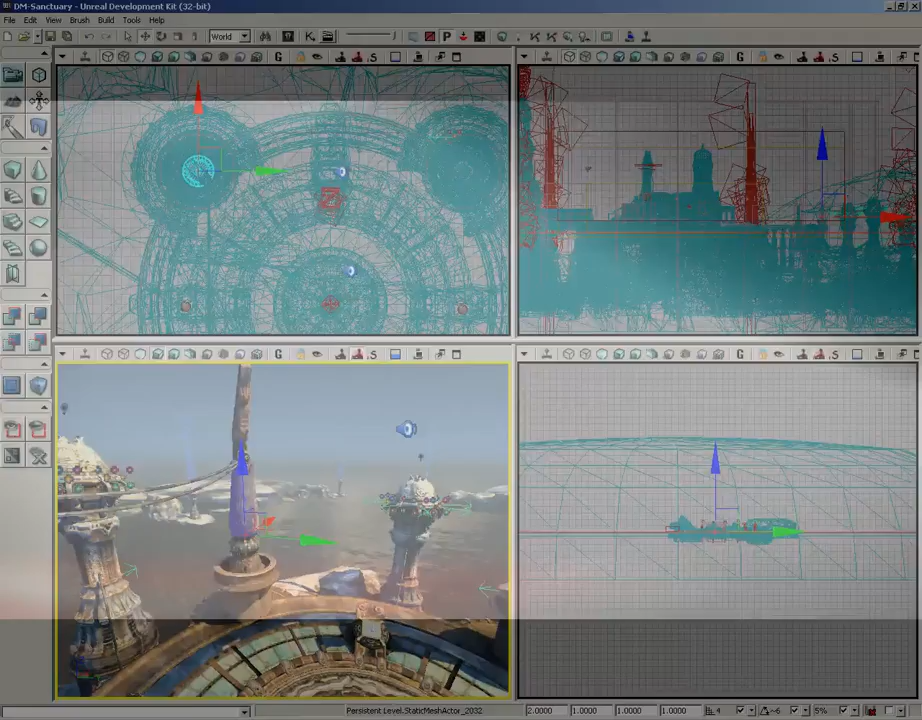 DM-Sanctuary - Unreal Development Kit (32-bit)
File Edit View Brush Build Tools Help
World
G
G
G
G
Persistent Level.StaticMeshActor_2032
2.0000
1.0000
1.0000
1.0000
4
6
5%